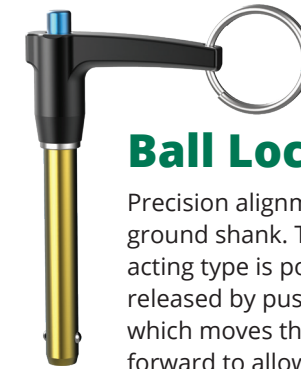 Ball Loc
Precision alignm
ground shank. T
acting type is po
released by pus
which moves th
forward to allow